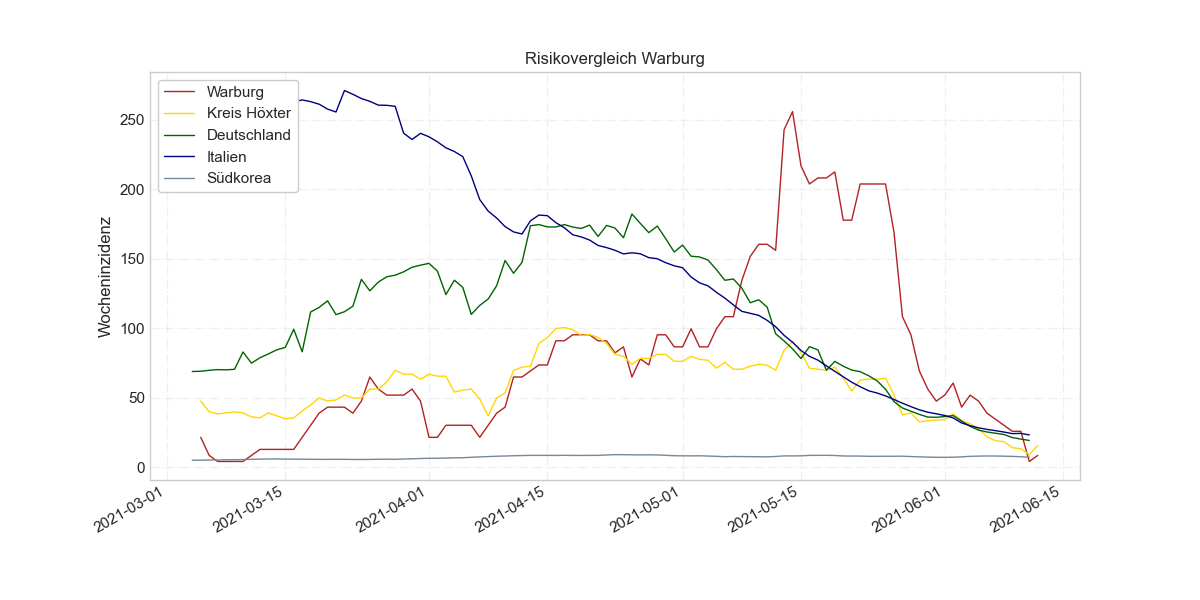 Risikovergleich Warburg
Warburg
Kreis Höxter
Deutschland
Italien
Südkorea
Wocheninzidenz
250
200
150
100
50
0
2021-03-01
2021-03-15
2021-04-01
2021-04-15
2021-05-01
2021-05-15
2021-06-01
2021-06-15